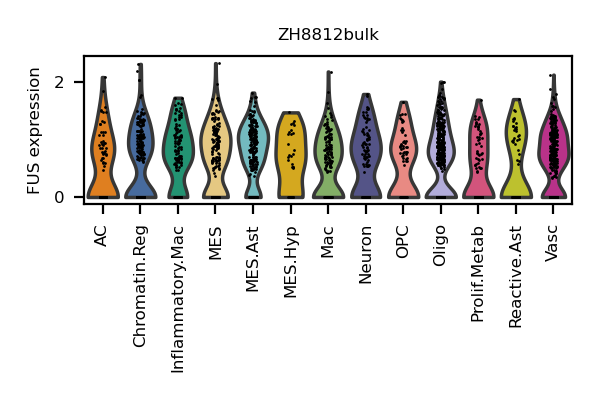 ZH8812bulk
FUS expression
2
0
AC
Chromatin.Reg
Inflammatory.Mac
MES
MES.Ast
MES.Hyp
Mac
Neuron
OPC
Oligo
Prolif.Metab
Reactive.Ast
Vasc